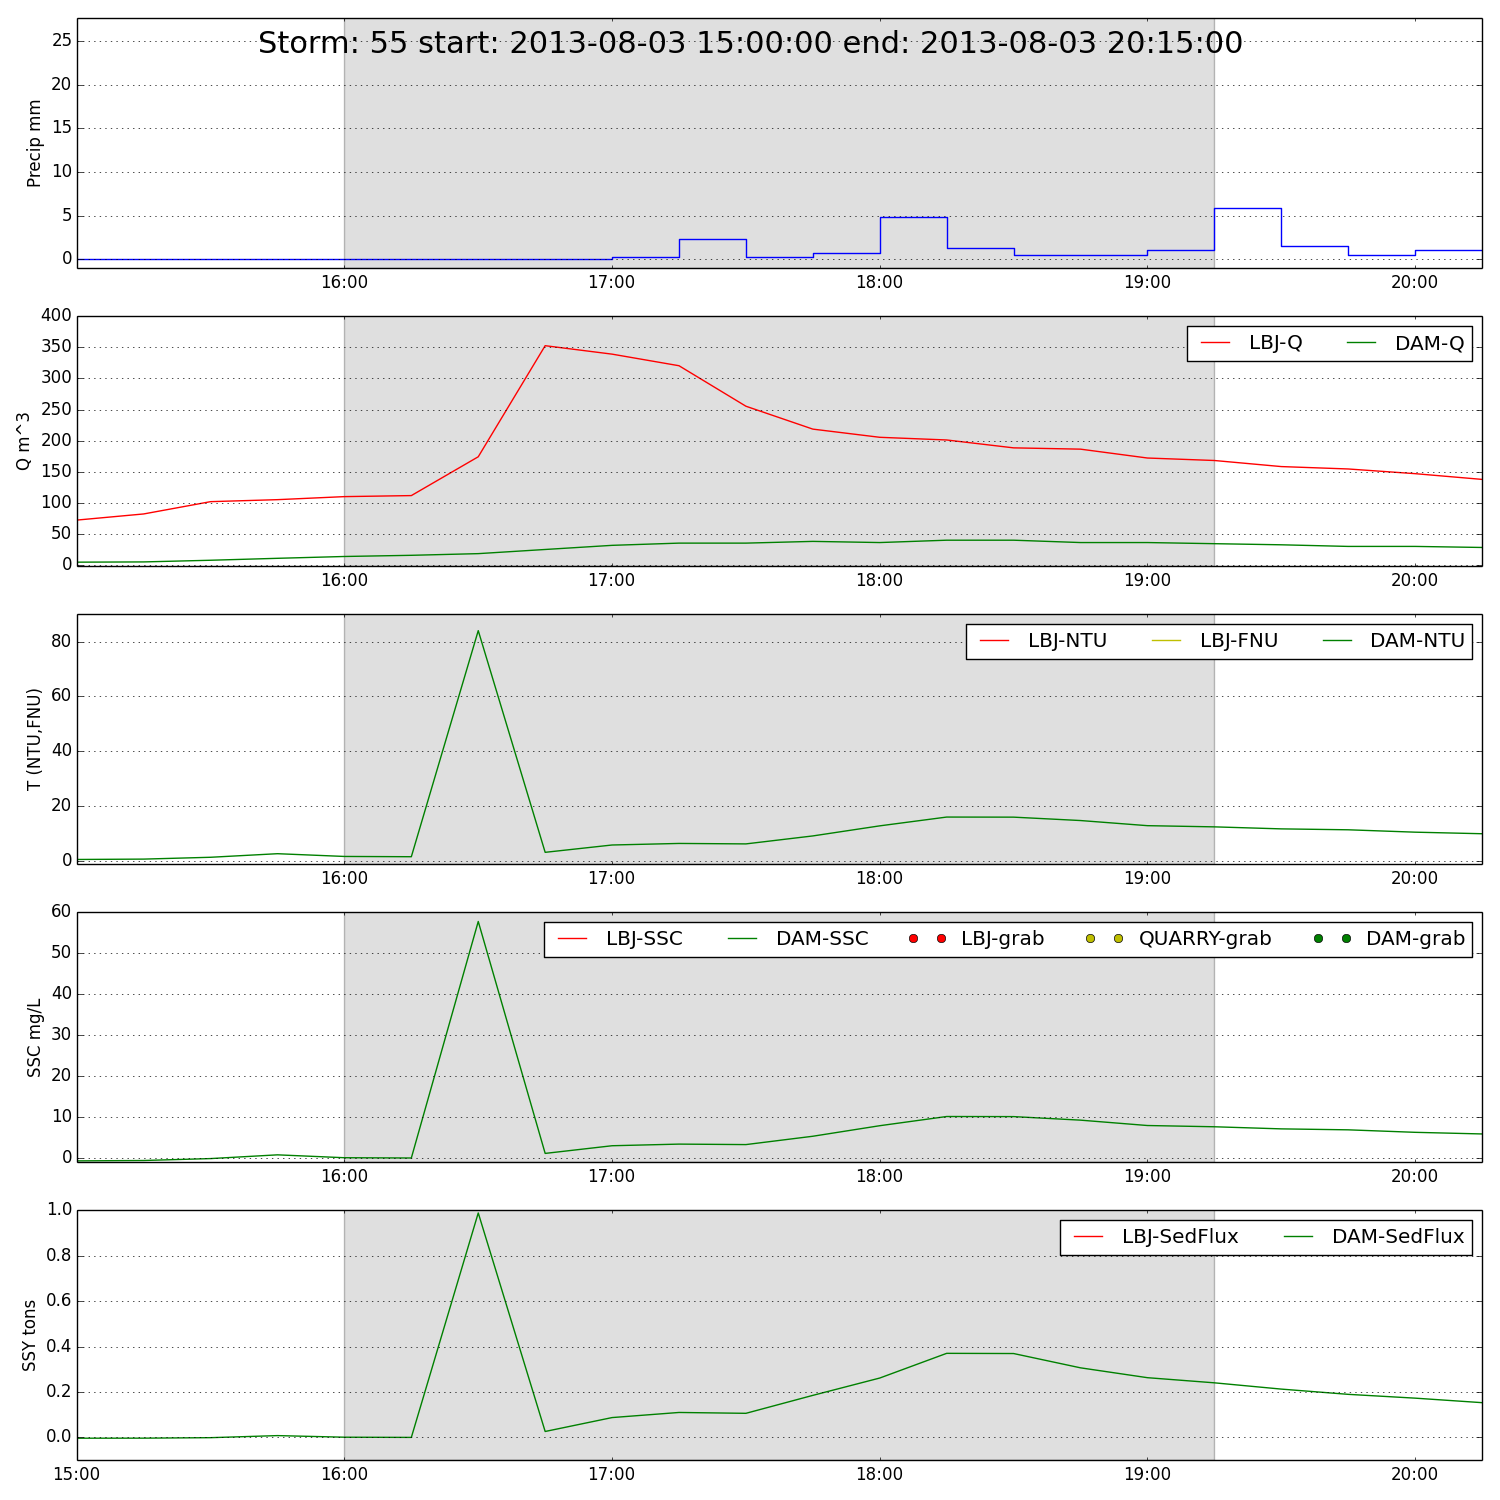 Storm: 55 start: 2013-08-03 15:00:00 end: 2013-08-03 20:15:00
Precip mm
25
20
15
10
5
0
16:00 17:00 18:00 19:00 20:00
Q m^3
400
350
300
250
200
150
100
50
0
LBJ-Q DAM-Q
16:00 17:00 18:00 19:00 20:00
T (NTU,FNU)
80
60
40
20
0
LBJ-NTU LBJ-FNU DAM-NTU
16:00 17:00 18:00 19:00 20:00
SSC mg/L
60
50
40
30
20
10
0
LBJ-SSC DAM-SSC LBJ-grab QUARRY-grab DAM-grab
16:00 17:00 18:00 19:00 20:00
SSY tons
1.0
0.8
0.6
0.4
0.2
0.0
LBJ-SedFlux DAM-SedFlux
15:00 16:00 17:00 18:00 19:00 20:00